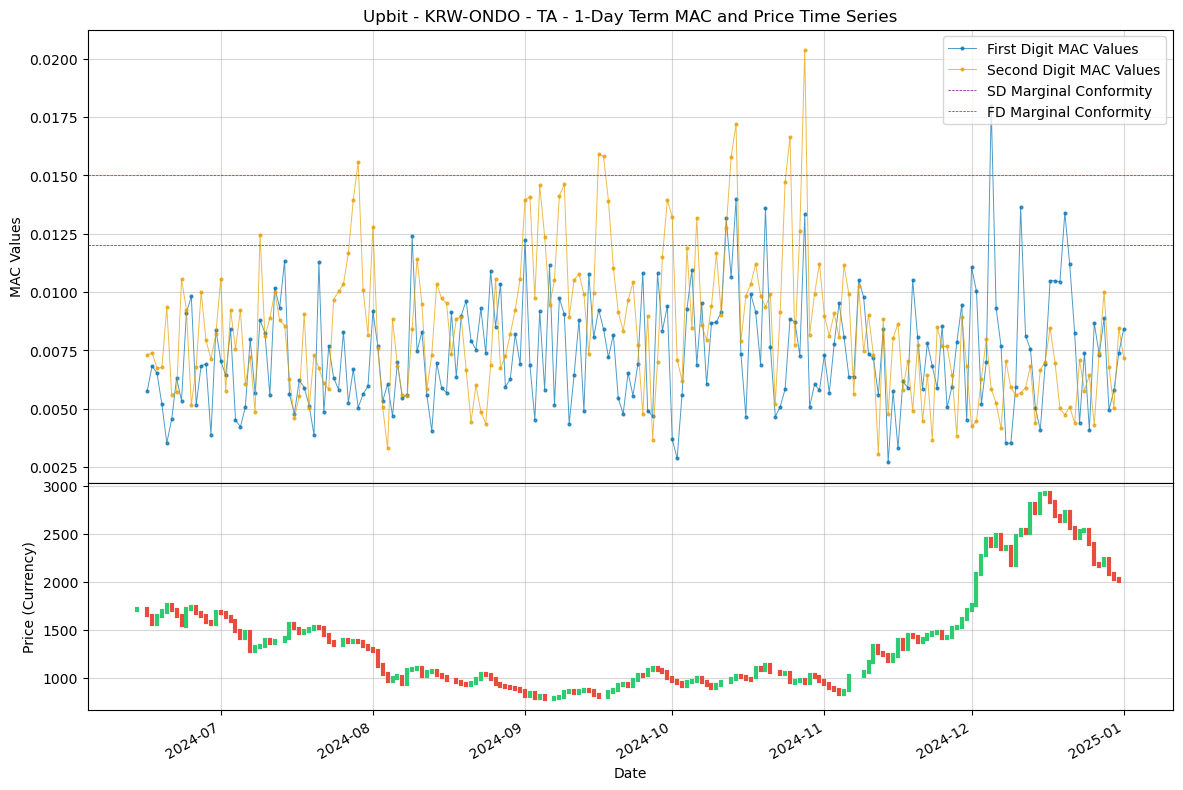 Upbit - KRW-ONDO - TA - 1-Day Term MAC and Price Time Series
First Digit MAC Values
Second Digit MAC Values
SD Marginal Conformity
FD Marginal Conformity
MAC Values
0.0200
0.0175
0.0150
0.0125
0.0100
0.0075
0.0050
0.0025
Price (Currency)
3000
2500
2000
1500
1000
2024-07
2024-08
2024-09
2024-10
2024-11
2024-12
2025-01
Date